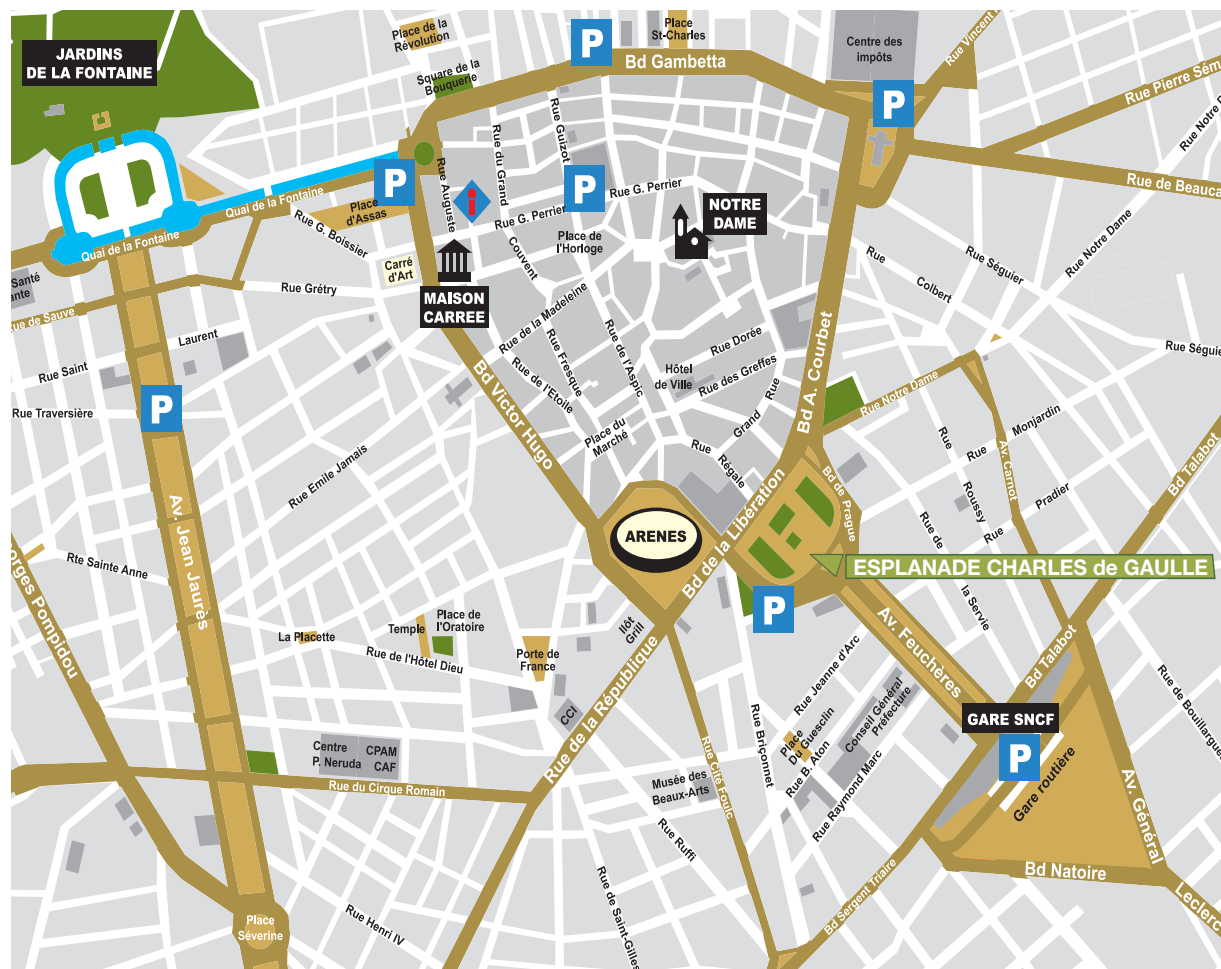 JARDINS
DE LA FONTAINE
Place de la
Révolution
P
Place
St-Charles
Bd Gambetta
Centre des
impôts
Rue Vincent
Rue Pierre Sém
Square de la
Bouquerie
P
Rue Notre D
Rue de Beauca
Rue Guizot
Rue du Grand
Couvent
Rue Auguste
P
P
i
Quai de la Fontaine
Quai de la Fontaine
Place
d'Assas
Rue G. Boissier
Rue G. Perrier
Rue G. Perrier
Place de
l'Horloge
NOTRE
DAME
Carré
d'Art
MAISON
CARREE
Santé
ante
Rue Grétry
ue de Sauve
Rue Saint
Laurent
Rue Traversière
P
Rue Emile Jamais
Bd Victor Hugo
Rue de la Madeleine
Rue Fresque
Rue de l'Etoile
Rue de l'Aspic
Place du
Marché
Hôtel
de Ville
Rue Dorée
Rue des Greffes
Grand
Rue
Rue
Régale
Bd A. Courbet
Rue
Colbert
Rue Séguier
Rue Notre Dame
Rue Séguie
Rue Notre Dame
Av. Carnot
Rue
Monjardin
Rue
Roussy
Rue
Pradier
Bd Talabot
Rue de
la Servie
Bd de Prague
Bd de la Libération
ARENES
ESPLANADE CHARLES de GAULLE
P
Av. Feuchères
Bd Talabot
GARE SNCF
P
Gare routière
Rue de Bouillargues
Av. Général
Leclerc
Bd Natoire
Bd Sergent Triaire
Av. Jean Jaurès
Rte Sainte Anne
orges Pompidou
La Placette
Temple
Place de
l'Oratoire
Rue de l'Hôtel Dieu
Porte de
France
Ilôt
Grill
CCI
Rue de la République
Rue Cité Foulc
Rue Briçonnet
Rue Jeanne d'Arc
Place
Du Guesclin
Rue B. Aton
Conseil Général
Préfecture
Rue Raymond Marc
Centre
P. Neruda
CPAM
CAF
Rue du Cirque Romain
Musée des
Beaux-Arts
Rue Ruffi
Rue de Saint-Gilles
Rue Henri IV
Place
Séverine